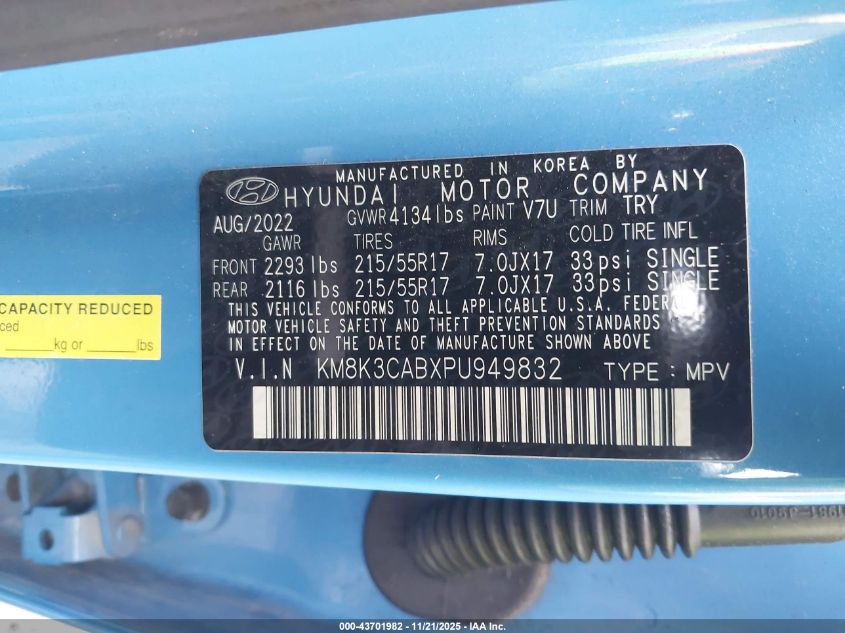 MANUFACTURED IN KOREA BY
HYUNDAI MOTOR COMPANY
AUG/2022 GVWR 4134 lbs PAINT V7U TRIM TRY
GAWR TIRES RIMS COLD TIRE INFL
FRONT 2293 lbs 215/55R17 7.0JX17 33 psi SINGLE
REAR 2116 lbs 215/55R17 7.0JX17 33 psi SINGLE
THIS VEHICLE CONFORMS TO ALL APPLICABLE U.S.A. FEDERAL
MOTOR VEHICLE SAFETY AND THEFT PREVENTION STANDARDS
IN EFFECT ON THE DATE OF MANUFACTURE SHOWN ABOVE
V.I.N KM8K3CABXPU949832 TYPE : MPV
CAPACITY REDUCED
kg or lbs
000-43701982 - 11/21/2025 - IAA Inc.